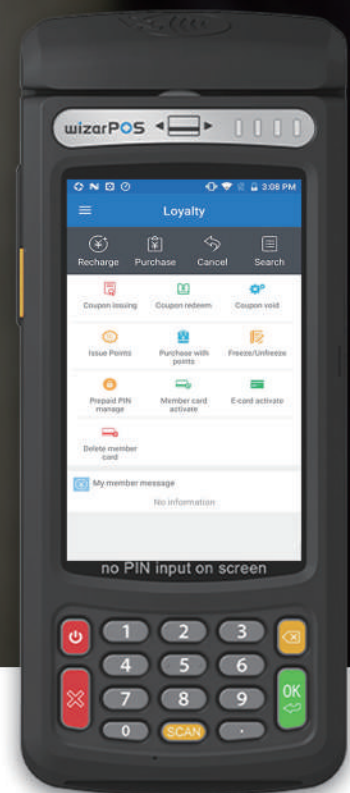 wizarPOS
3:08 PM
Loyalty
Recharge Purchase Cancel Search
Coupon issuing Coupon redeem Coupon void
Issue Points Purchase with points Freeze/Unfreeze
Prepaid PIN manage Member card activate E-card activate
Delete member card
My member message
No information
no PIN input on screen
1 2 3
4 5 6
7 8 9 OK
0 SCAN .